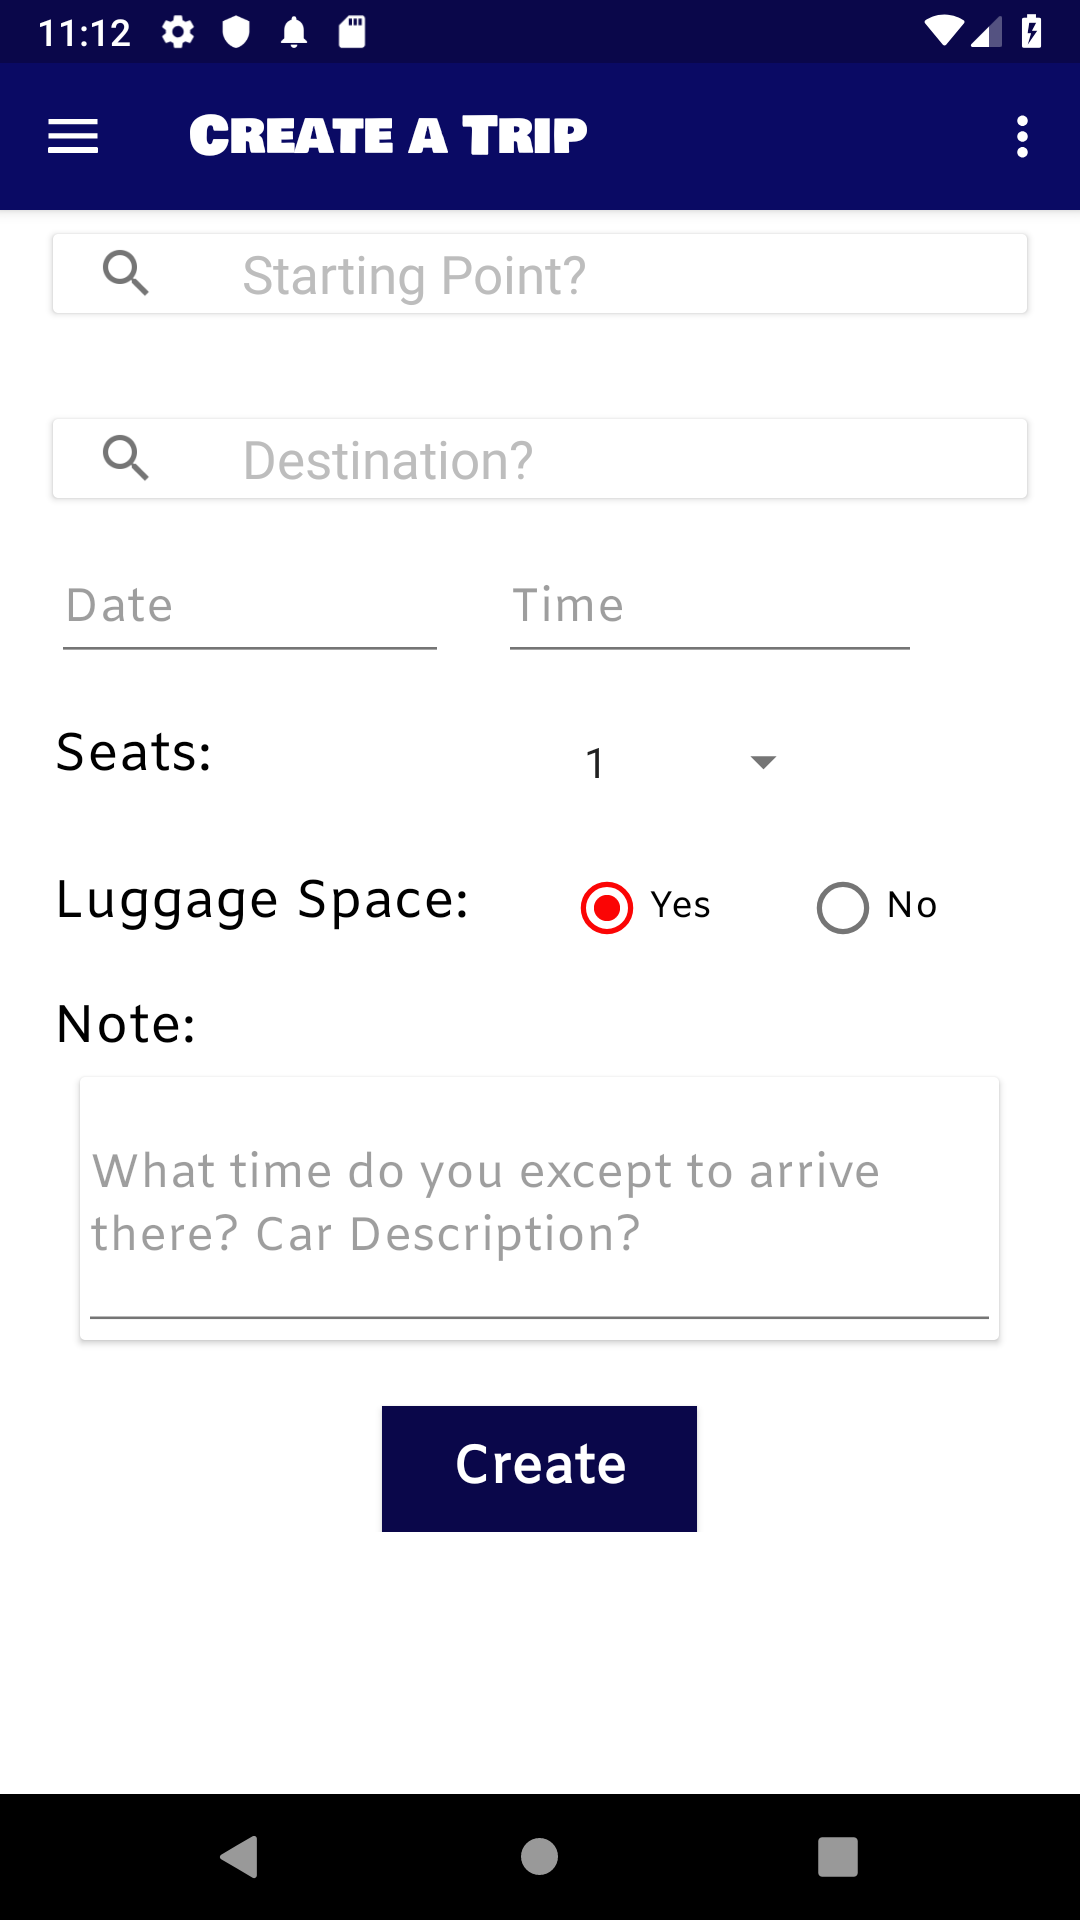 11:12
Create a Trip
Starting Point?
Destination?
Date Time
Seats: 1
Luggage Space: Yes No
Note:
What time do you except to arrive
there? Car Description?
Create